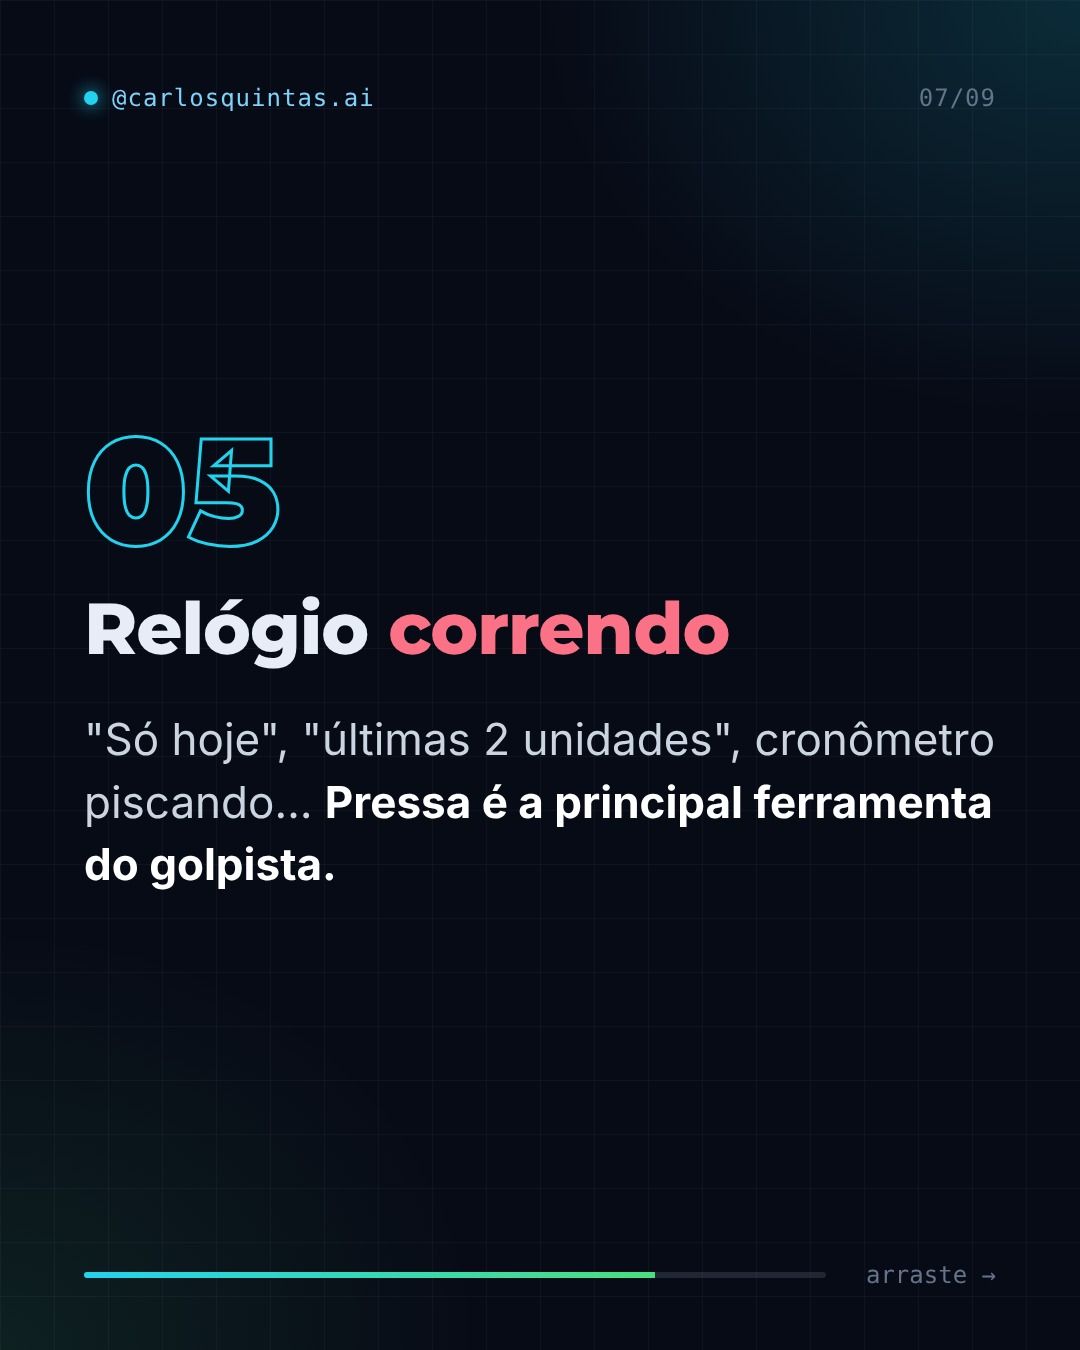 @carlosquintas.ai
07/09
05
Relógio correndo
"Só hoje", "últimas 2 unidades", cronômetro
piscando... Pressa é a principal ferramenta
do golpista.
arraste →